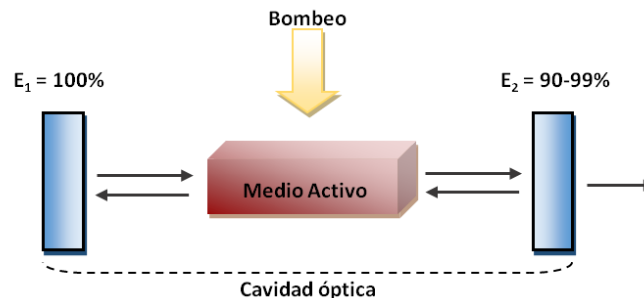 Bombeo
E₁ = 100%
E₂ = 90-99%
Medio Activo
Cavidad óptica